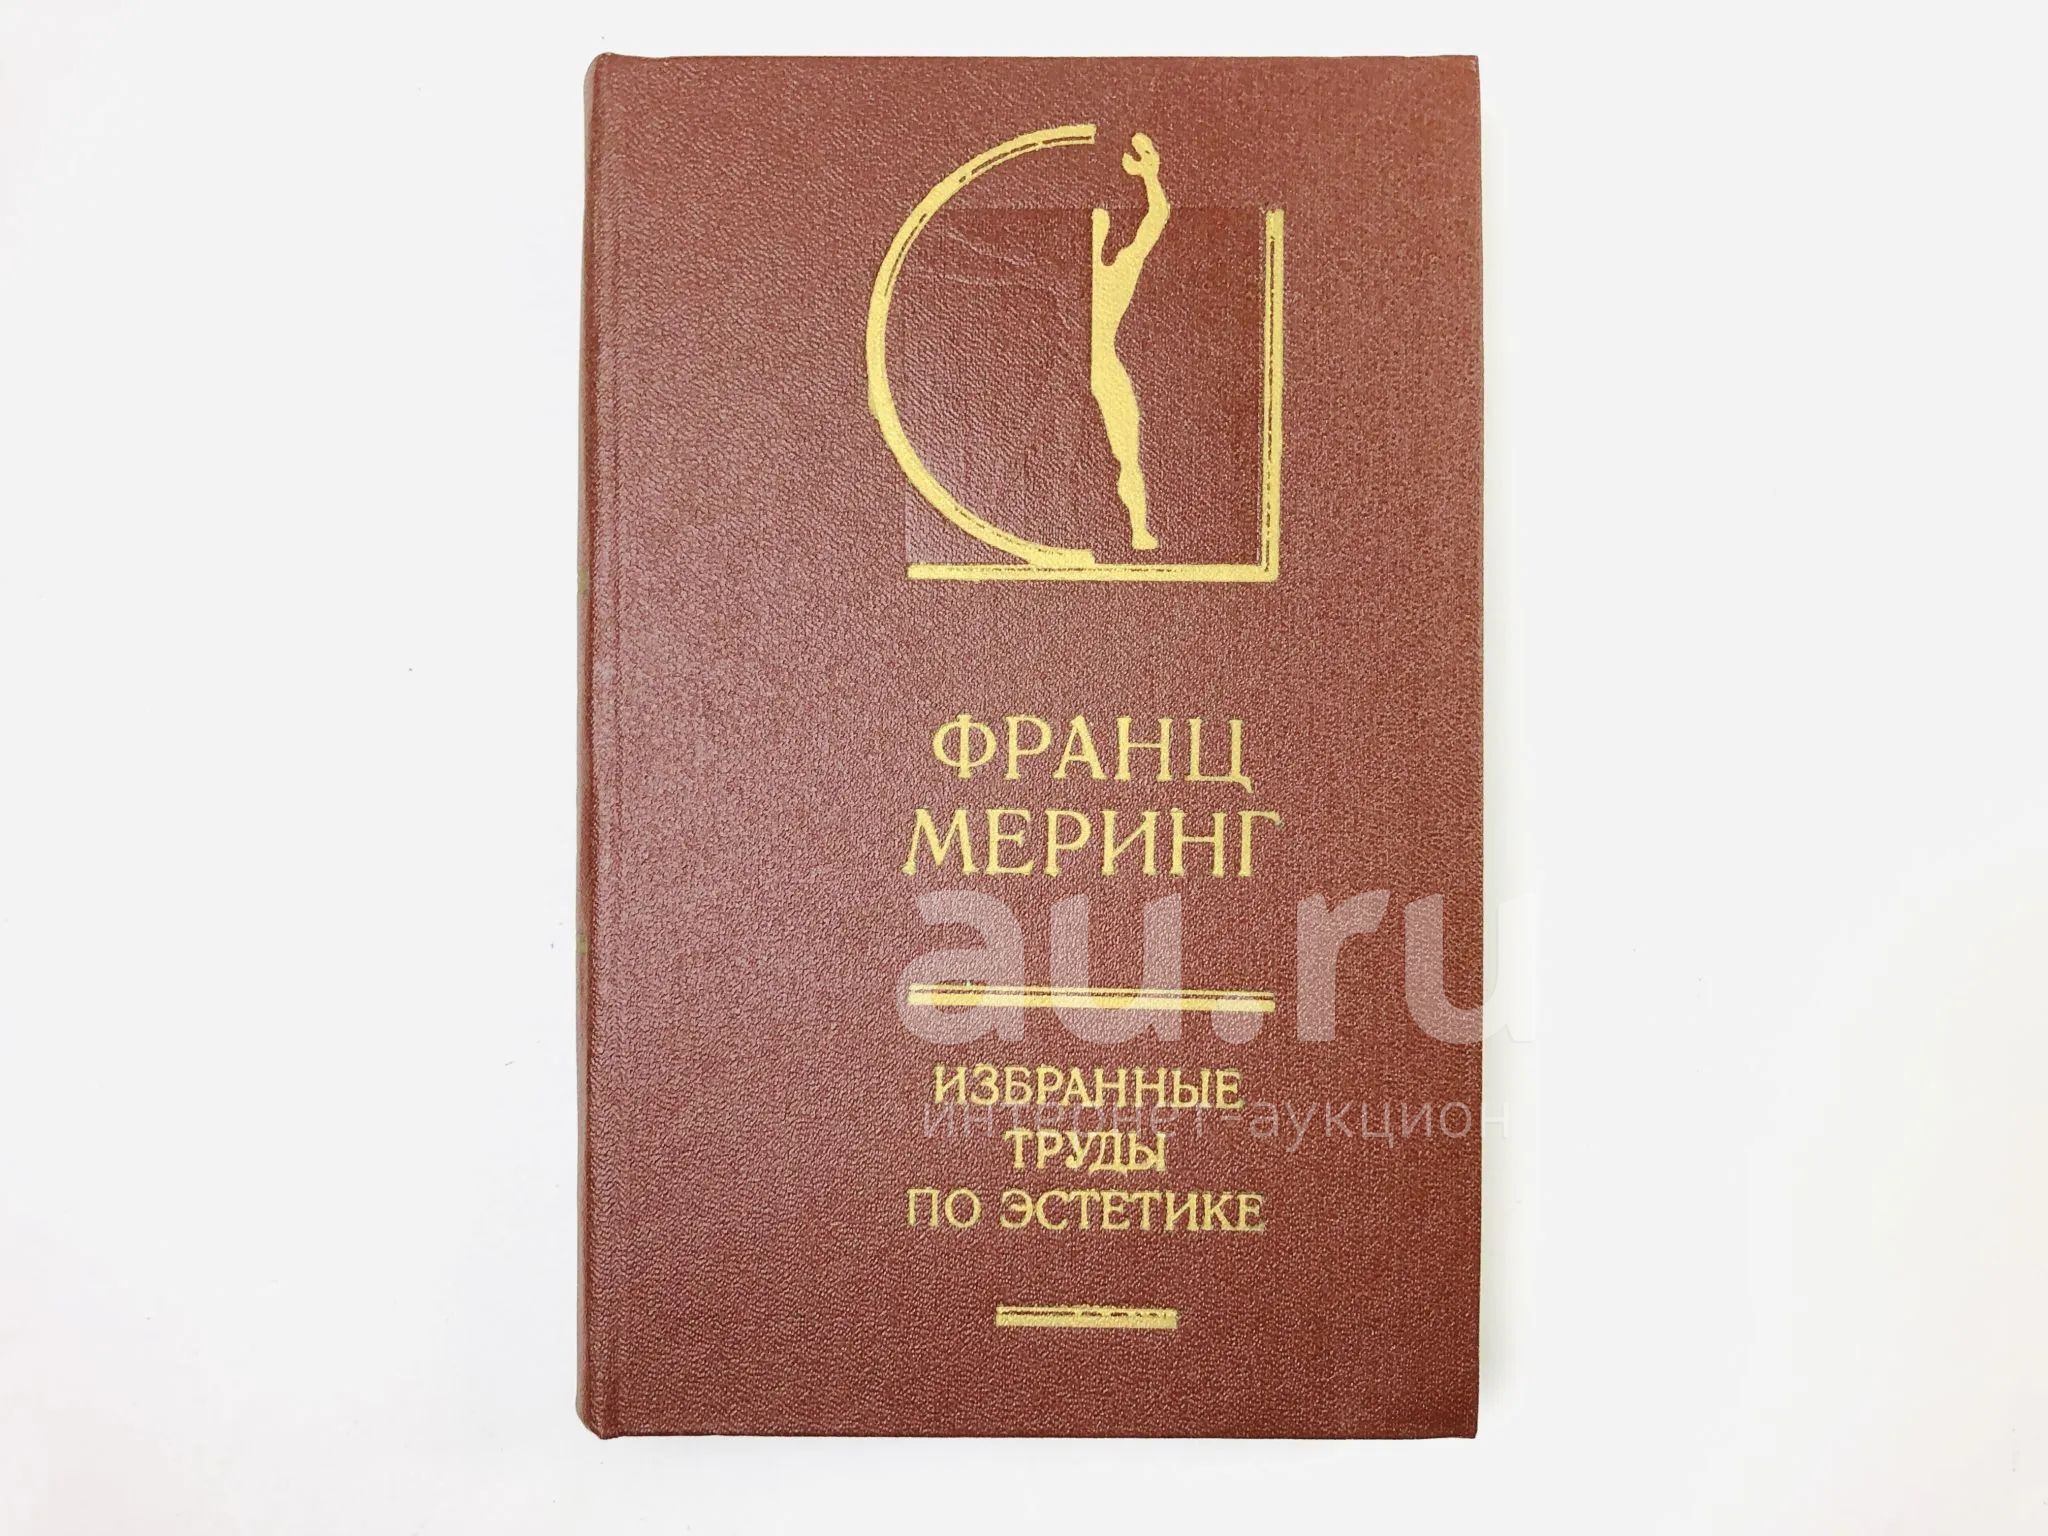 ФРАНЦ
МЕРИНГ
au.ru
ИЗБРАННЫЕ
интернет-аукцион
ТРУДЫ
ПО ЭСТЕТИКЕ